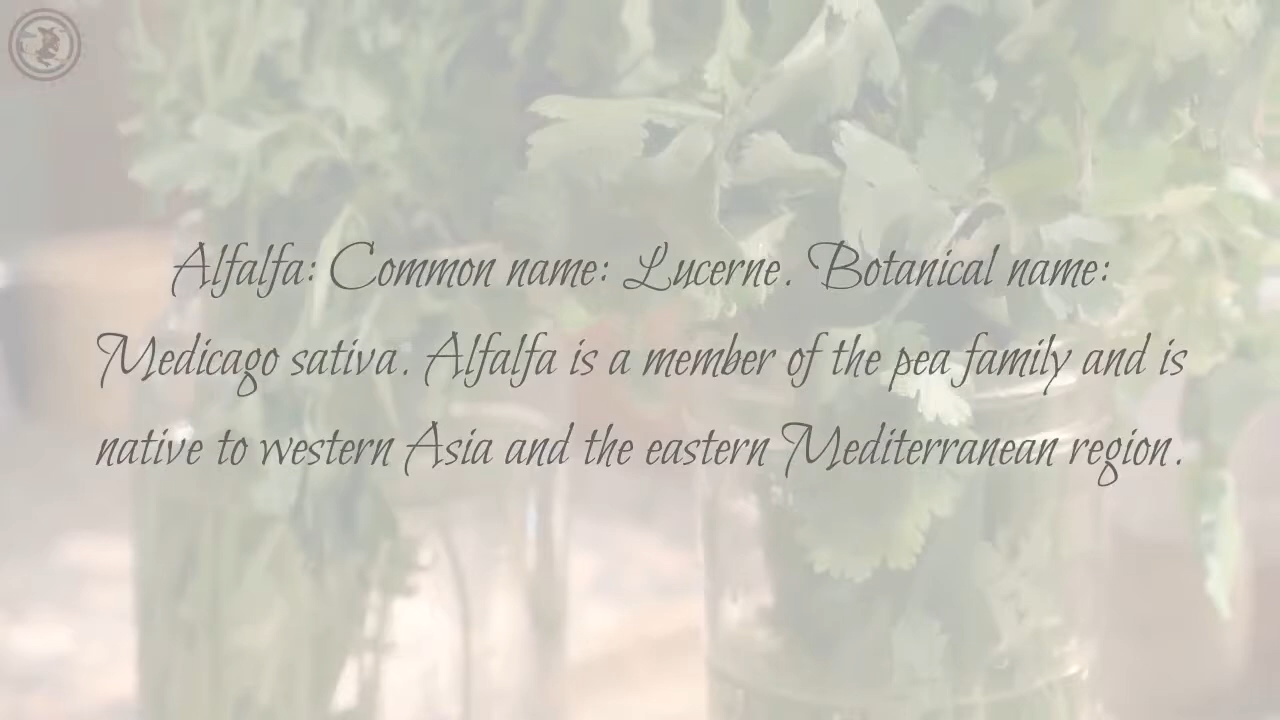 Alfalfa: Common name: Lucerne. Botanical name:
Medicago sativa. Alfalfa is a member of the pea family and is
native to western Asia and the eastern Mediterranean region.